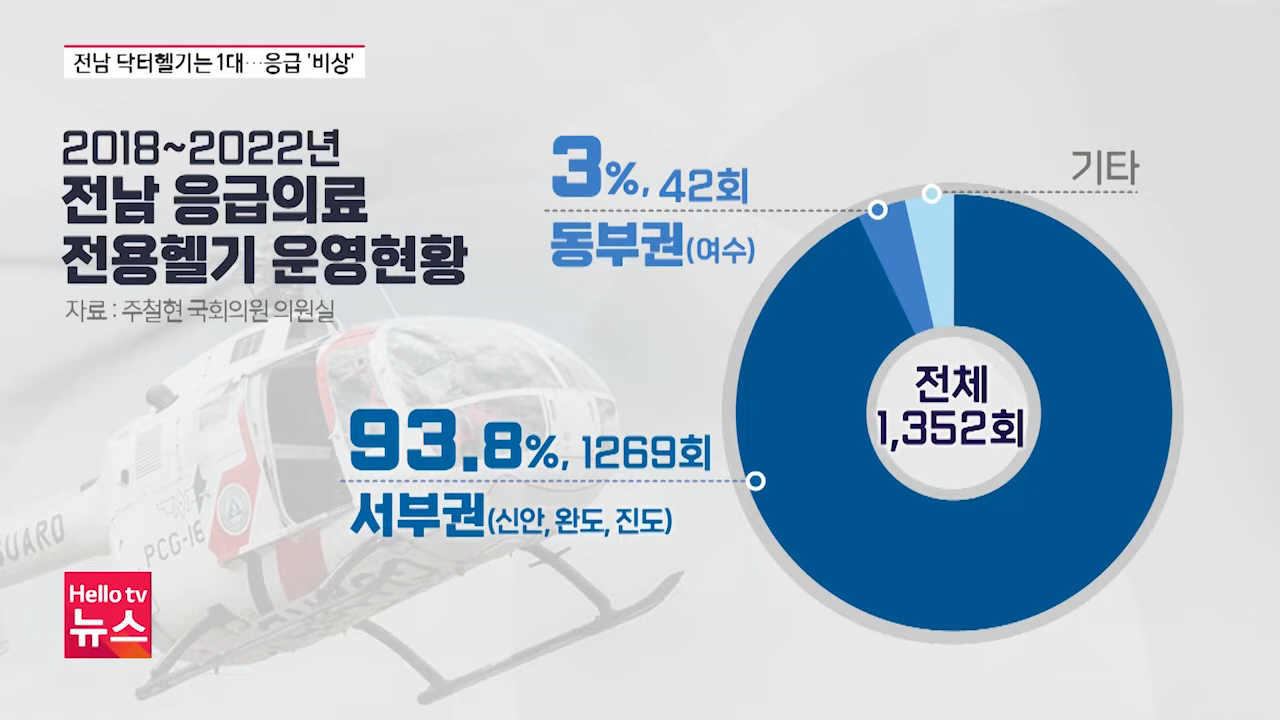 전남 닥터헬기는 1대…응급 '비상'
2018~2022년
전남 응급의료
전용헬기 운영현황
자료 : 주철현 국회의원 의원실
3%, 42회
동부권(여수)
기타
93.8%, 1269회
서부권(신안, 완도, 진도)
전체
1,352회
GUARD
PCG-16
Hello tv
뉴스